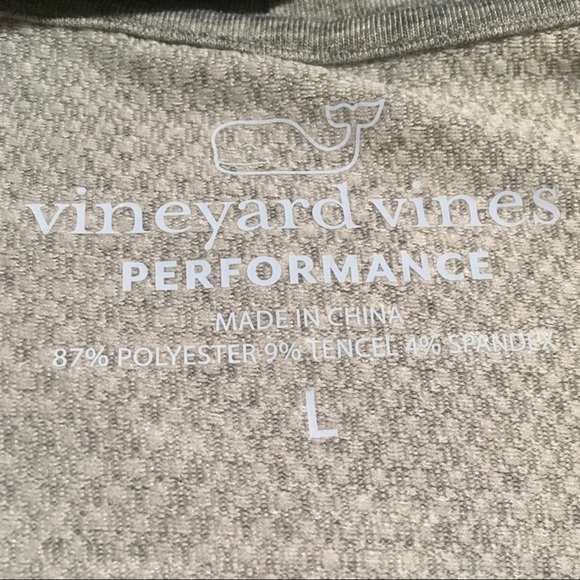 vineyard vines
PERFORMANCE
MADE IN CHINA
87% POLYESTER 9% TENCEL 4% SPANDEX
L